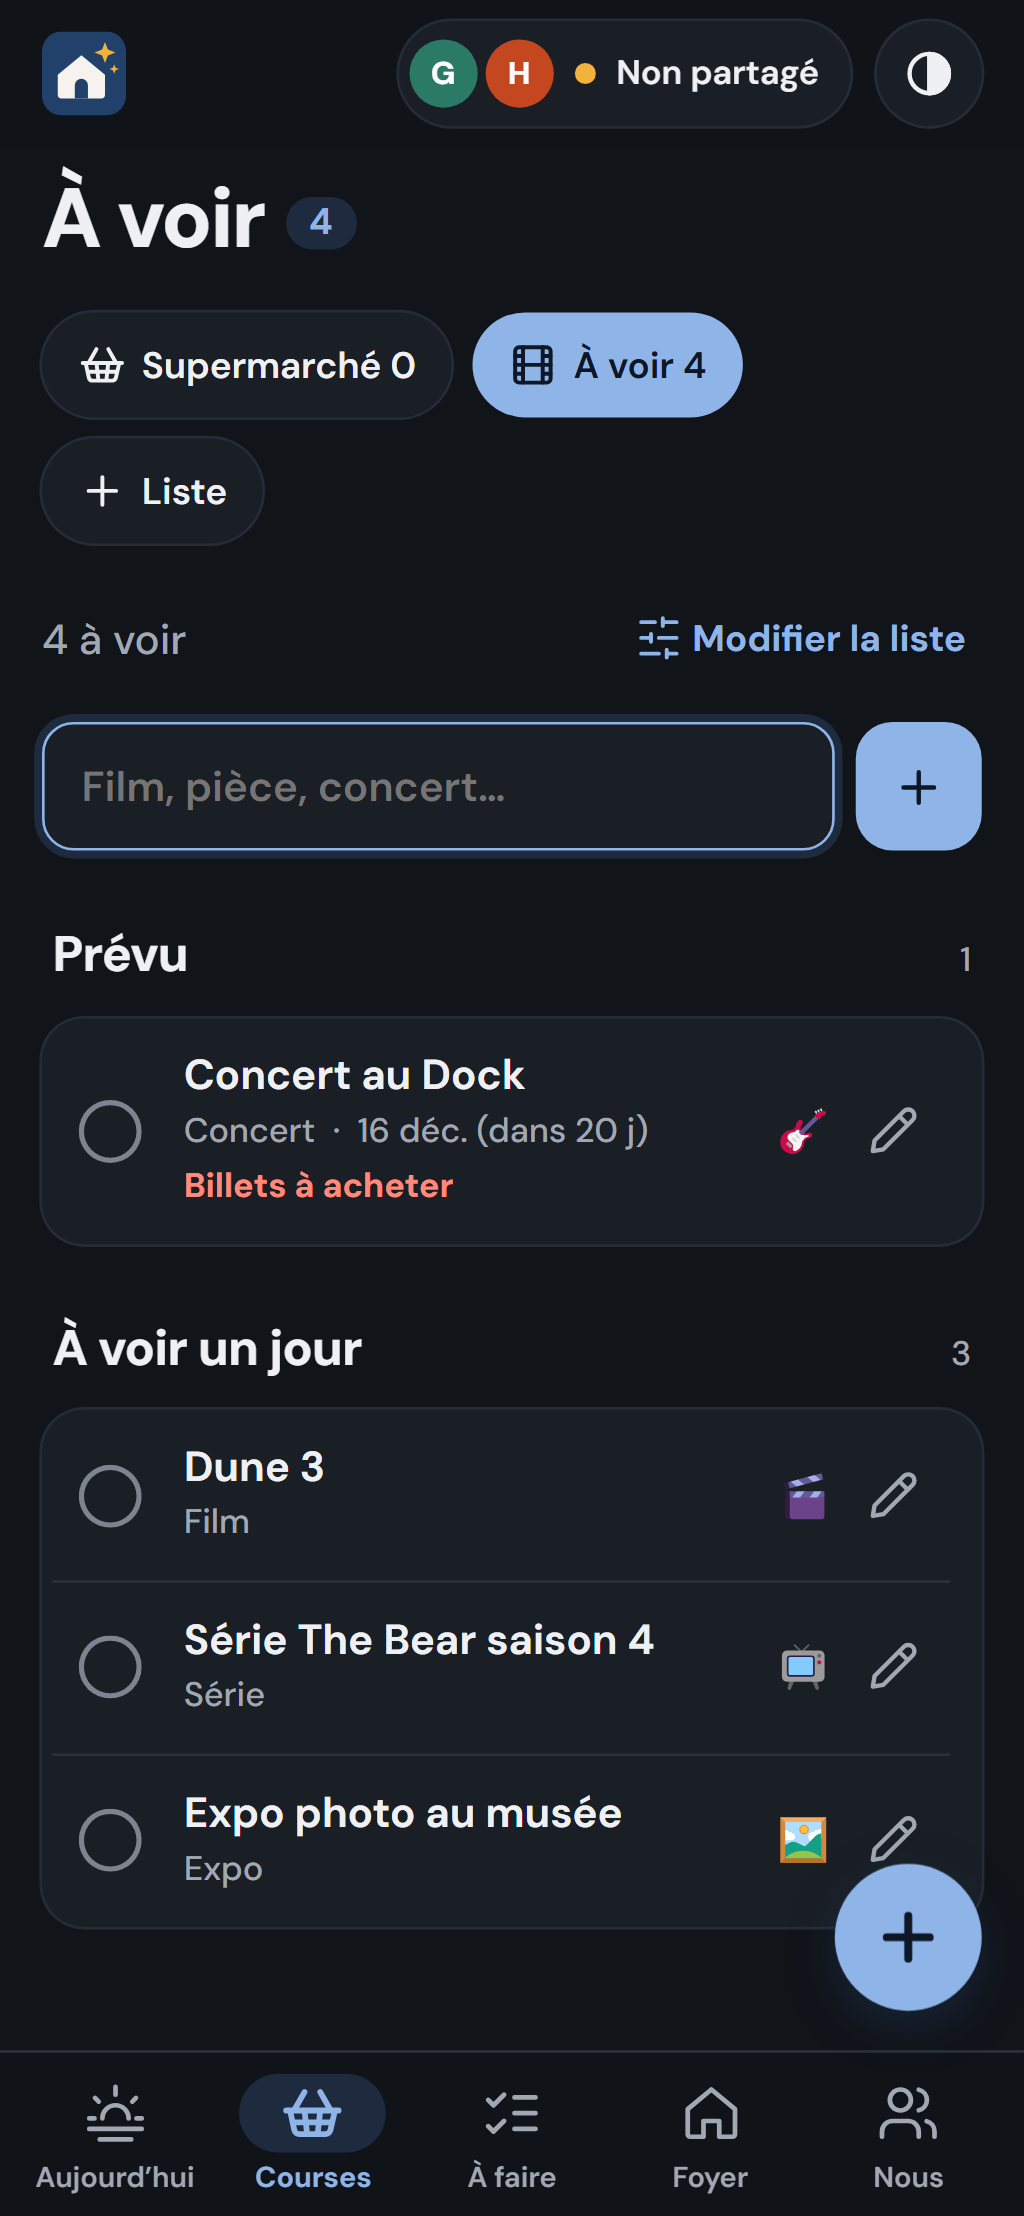 G H Non partagé
À voir 4
Supermarché 0
À voir 4
Liste
4 à voir
Modifier la liste
Film, pièce, concert…
Prévu 1
Concert au Dock
Concert · 16 déc. (dans 20 j)
Billets à acheter
À voir un jour 3
Dune 3
Film
Série The Bear saison 4
Série
Expo photo au musée
Expo
Aujourd’hui
Courses
À faire
Foyer
Nous